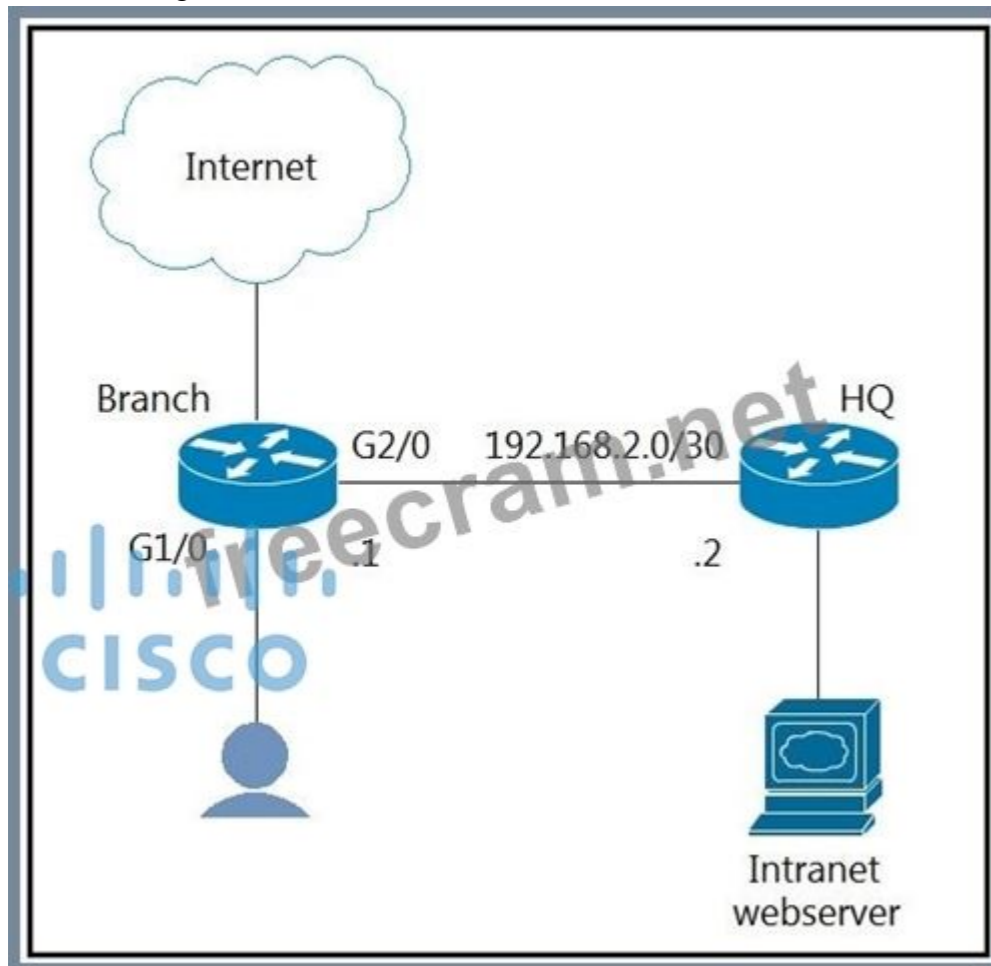 Internet
Branch
HQ
G2/0 192.168.2.0/30
G1/0 .1 .2
freecram.net
CISCO
Intranet
webserver